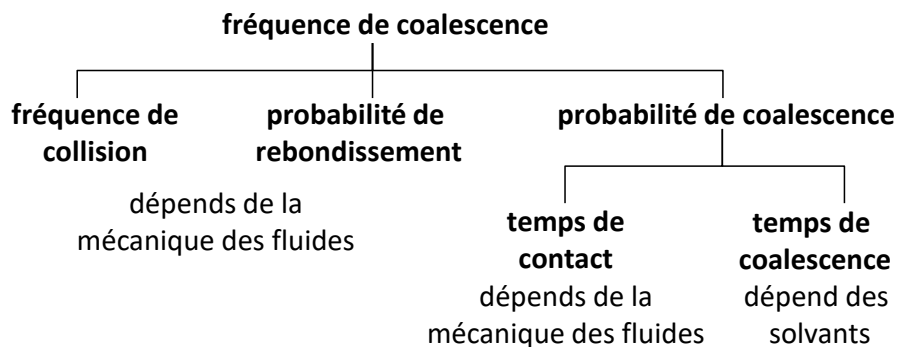 fréquence de coalescence
fréquence de
collision
probabilité de
rebondissement
probabilité de coalescence
dépends de la
mécanique des fluides
temps de
contact
dépends de la
mécanique des fluides
temps de
coalescence
dépend des
solvants